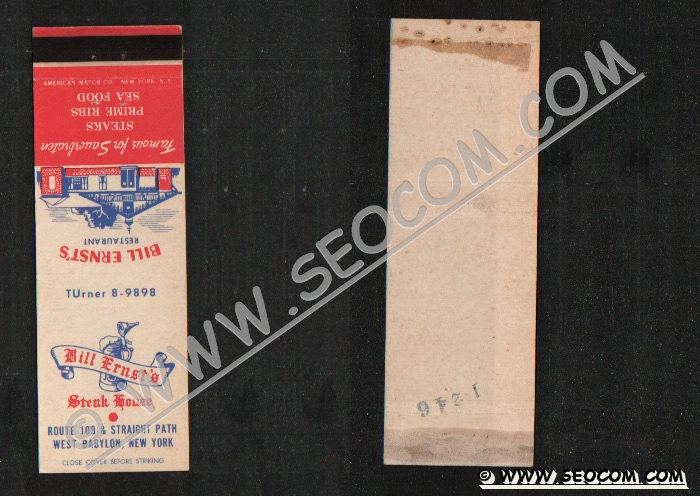 AMERICAN MATCH CO. NEW YORK, N.Y.
Famous for Sauerbraten
STEAKS
PRIME RIBS
SEA FOOD
BILL ERNST'S
RESTAURANT
TUrner 8-9898
Bill Ernst's
Steak House
ROUTE 109 & STRAIGHT PATH
WEST BABYLON, NEW YORK
CLOSE COVER BEFORE STRIKING
1246
© WWW.SEOCOM.COM
© WWW.SEOCOM.COM